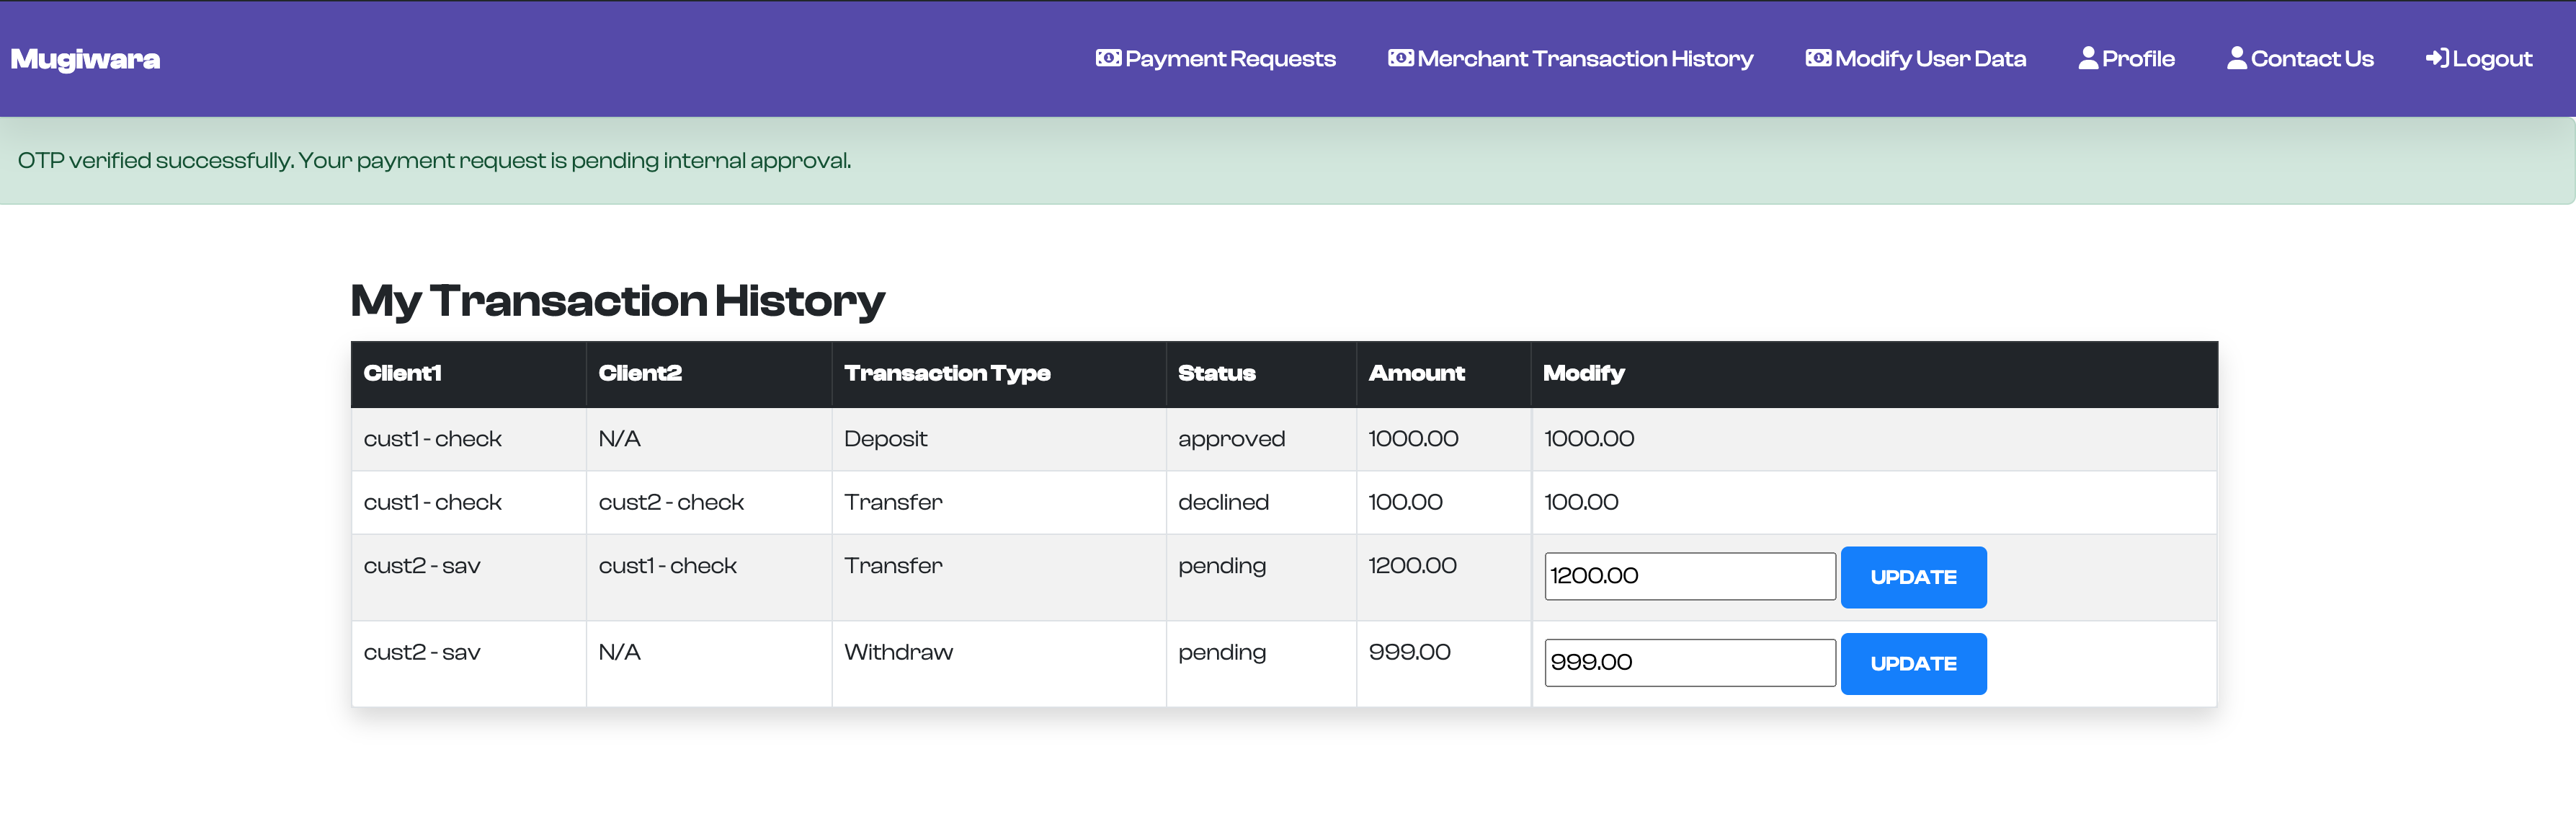 Mugiwara Payment Requests Merchant Transaction History Modify User Data Profile Contact Us Logout
OTP verified successfully. Your payment request is pending internal approval.
My Transaction History
Client1 Client2 Transaction Type Status Amount Modify
cust1 - check N/A Deposit approved 1000.00 1000.00
cust1 - check cust2 - check Transfer declined 100.00 100.00
cust2 - sav cust1 - check Transfer pending 1200.00 1200.00 UPDATE
cust2 - sav N/A Withdraw pending 999.00 999.00 UPDATE